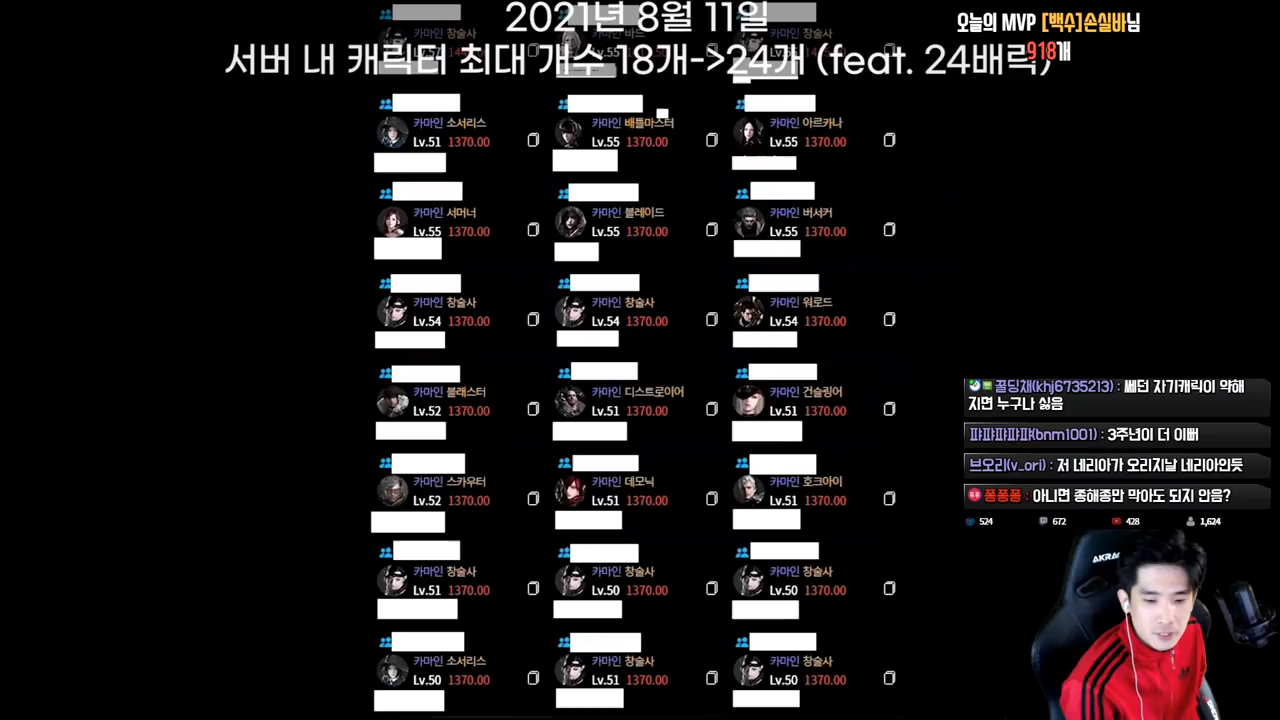 2021년 8월 11일
서버 내 캐릭터 최대 개수 18개->24개 (feat. 24배럭)
오늘의 MVP [백수]손실바님
918개
창술사
바드
창술사
카마인 소서리스
Lv.51 1370.00
카마인 배틀마스터
Lv.55 1370.00
카마인 아르카나
Lv.55 1370.00
카마인 서머너
Lv.55 1370.00
카마인 블레이드
Lv.55 1370.00
카마인 버서커
Lv.55 1370.00
카마인 창술사
Lv.54 1370.00
카마인 창술사
Lv.54 1370.00
카마인 워로드
Lv.54 1370.00
카마인 블래스터
Lv.52 1370.00
카마인 디스트로이어
Lv.51 1370.00
카마인 건슬링어
Lv.51 1370.00
카마인 스카우터
Lv.52 1370.00
카마인 데모닉
Lv.51 1370.00
카마인 호크아이
Lv.51 1370.00
카마인 창술사
Lv.51 1370.00
카마인 창술사
Lv.50 1370.00
카마인 창술사
Lv.50 1370.00
카마인 소서리스
Lv.50 1370.00
카마인 창술사
Lv.51 1370.00
카마인 창술사
Lv.50 1370.00
꿀딩채(khj6735213) : 쎘던 자기캐릭이 약해
지면 누구나 싫음
퍄퍄퍄퍄퍄(bnm1001) : 3주년이 더 이뻐
브오리(v_ori) : 저 네리아가 오리지날 네리아인듯
퐁퐁퐁 : 아니면 종해종만 막아도 되지 안음?
524 672 428 1,624
AKRAC